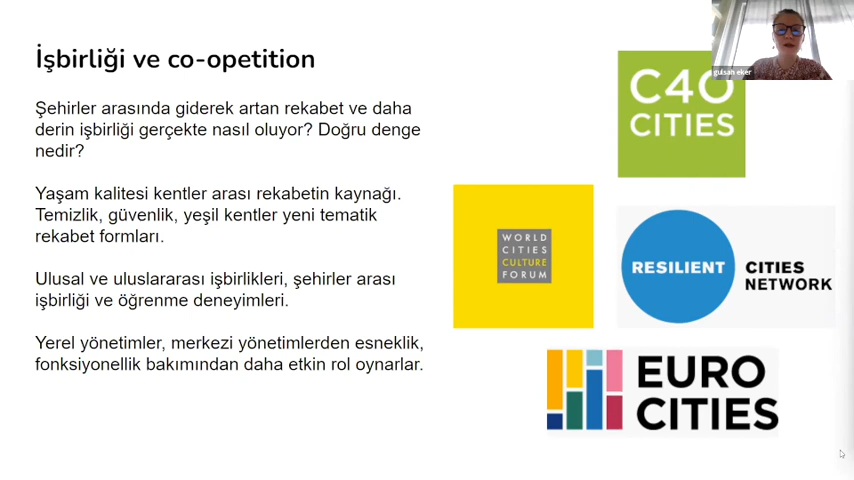 İşbirliği ve co-opetition
Şehirler arasında giderek artan rekabet ve daha
derin işbirliği gerçekte nasıl oluyor? Doğru denge
nedir?
Yaşam kalitesi kentler arası rekabetin kaynağı.
Temizlik, güvenlik, yeşil kentler yeni tematik
rekabet formları.
Ulusal ve uluslararası işbirlikleri, şehirler arası
işbirliği ve öğrenme deneyimleri.
Yerel yönetimler, merkezi yönetimlerden esneklik,
fonksiyonellik bakımından daha etkin rol oynarlar.
gulsah eker
C40
CITIES
WORLD
CITIES
CULTURE
FORUM
RESILIENT
CITIES
NETWORK
EURO
CITIES